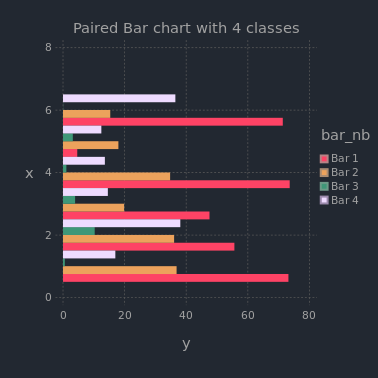 Paired Bar chart with 4 classes
8
6
4
2
0
x
0 20 40 60 80
y
bar_nb
Bar 1
Bar 2
Bar 3
Bar 4